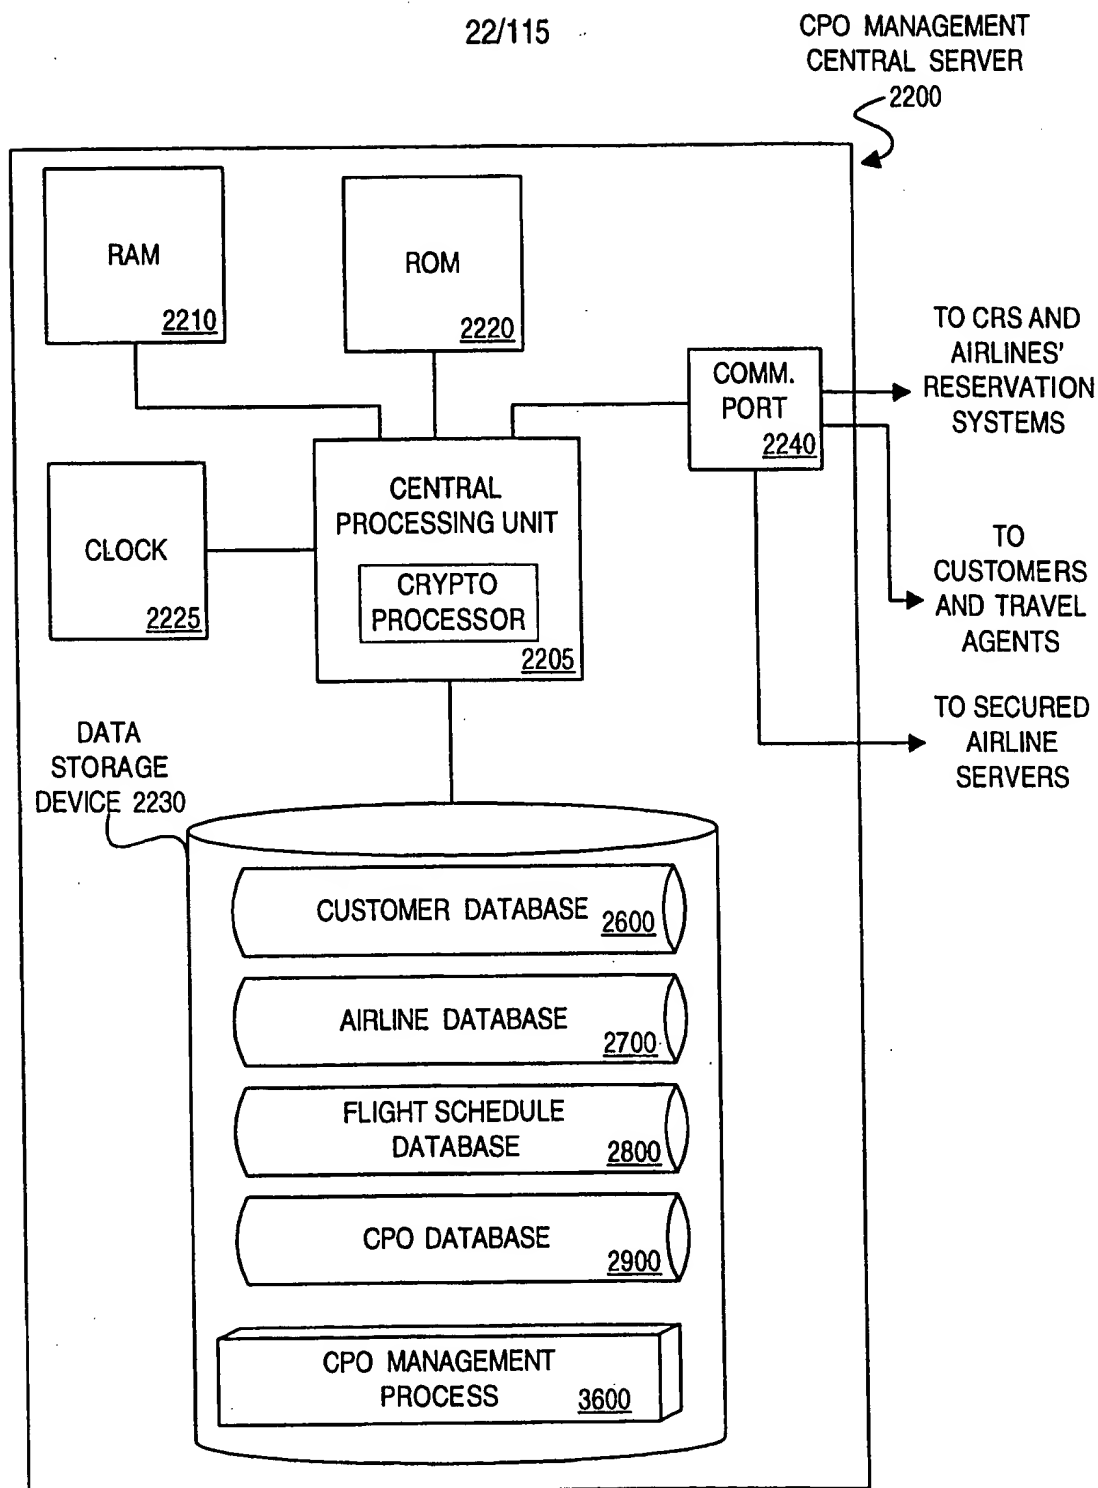 22/115
CPO MANAGEMENT
CENTRAL SERVER
2200
RAM
2210
ROM
2220
COMM.
PORT
2240
TO CRS AND
AIRLINES'
RESERVATION
SYSTEMS
CLOCK
2225
CENTRAL
PROCESSING UNIT
CRYPTO
PROCESSOR
2205
TO
CUSTOMERS
AND TRAVEL
AGENTS
TO SECURED
AIRLINE
SERVERS
DATA
STORAGE
DEVICE 2230
CUSTOMER DATABASE 2600
AIRLINE DATABASE 2700
FLIGHT SCHEDULE
DATABASE 2800
CPO DATABASE 2900
CPO MANAGEMENT
PROCESS 3600